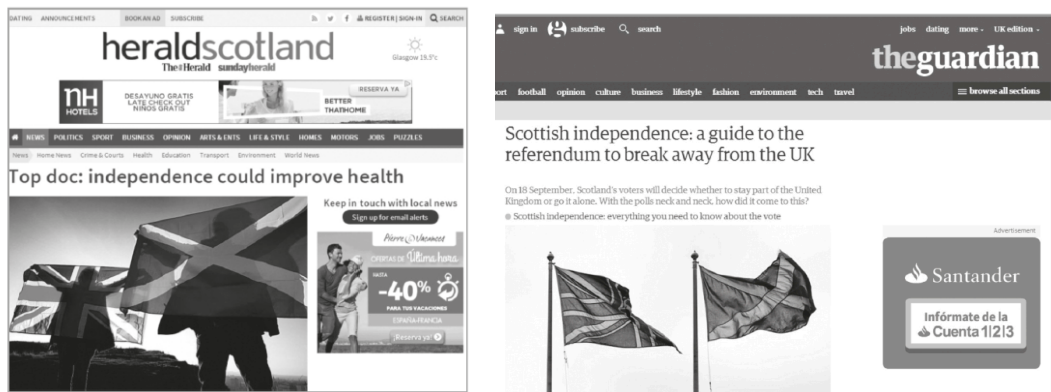 DATING ANNOUNCEMENTS BOOK AN AD SUBSCRIBE REGISTER | SIGN-IN SEARCH
heraldscotland
The Herald sundayherald
Glasgow 19.5°c
nH
HOTELS
DESAYUNO GRATIS
LATE CHECK OUT
NIÑOS GRATIS
RESERVA YA
BETTER
THATHOME
NEWS POLITICS SPORT BUSINESS OPINION ARTS & ENTS LIFE & STYLE HOMES MOTORS JOBS PUZZLES
News Home News Crime & Courts Health Education Transport Environment World News
Top doc: independence could improve health
Keep in touch with local news
Sign up for email alerts
Pierre & Vacances
OFERTAS DE Última hora
HASTA
-40%
PARA TUS VACACIONES
ESPAÑA-FRANCIA
¡Reserva ya!
sign in subscribe search jobs dating more UK edition
theguardian
ort football opinion culture business lifestyle fashion environment tech travel browse all sections
Scottish independence: a guide to the
referendum to break away from the UK
On 18 September, Scotland's voters will decide whether to stay part of the United
Kingdom or go it alone. With the polls neck and neck, how did it come to this?
Scottish independence: everything you need to know about the vote
Advertisement
Santander
Infórmate de la
Cuenta 1|2|3